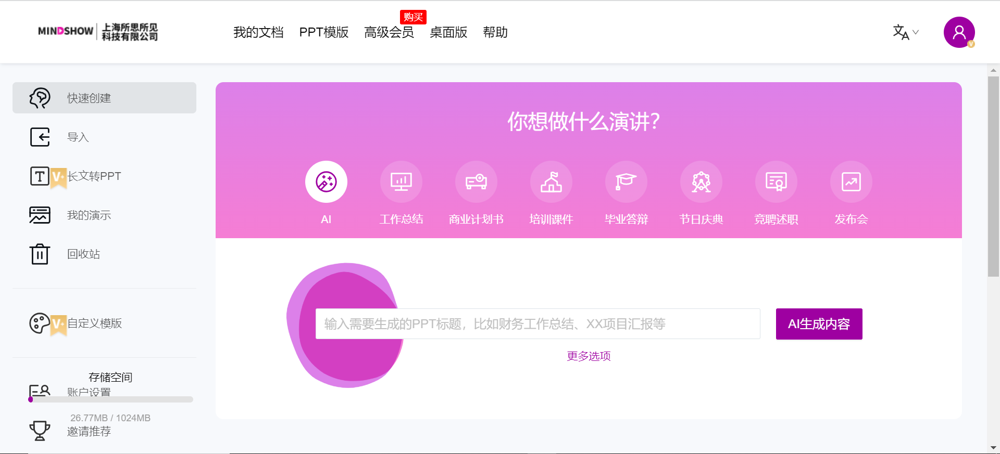 MINDSHOW
上海所思所见
科技有限公司
我的文档
PPT模版
高级会员
购买
桌面版
帮助
文A
快速创建
导入
T
V+
长文转PPT
我的演示
回收站
V+
自定义模版
存储空间
账户设置
26.77MB / 1024MB
邀请推荐
你想做什么演讲?
AI
工作总结
商业计划书
培训课件
毕业答辩
节日庆典
竞聘述职
发布会
输入需要生成的PPT标题，比如财务工作总结、XX项目汇报等
AI生成内容
更多选项
V